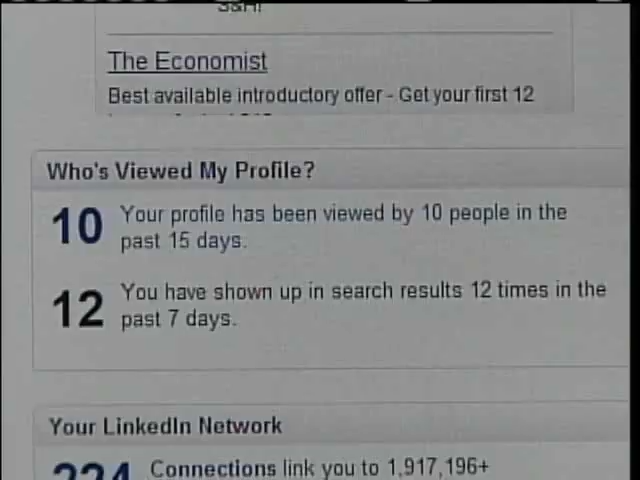 S&H!
The Economist
Best available introductory offer - Get your first 12
Who's Viewed My Profile?
10 Your profile has been viewed by 10 people in the
past 15 days.
12 You have shown up in search results 12 times in the
past 7 days.
Your LinkedIn Network
224 Connections link you to 1,917,196+